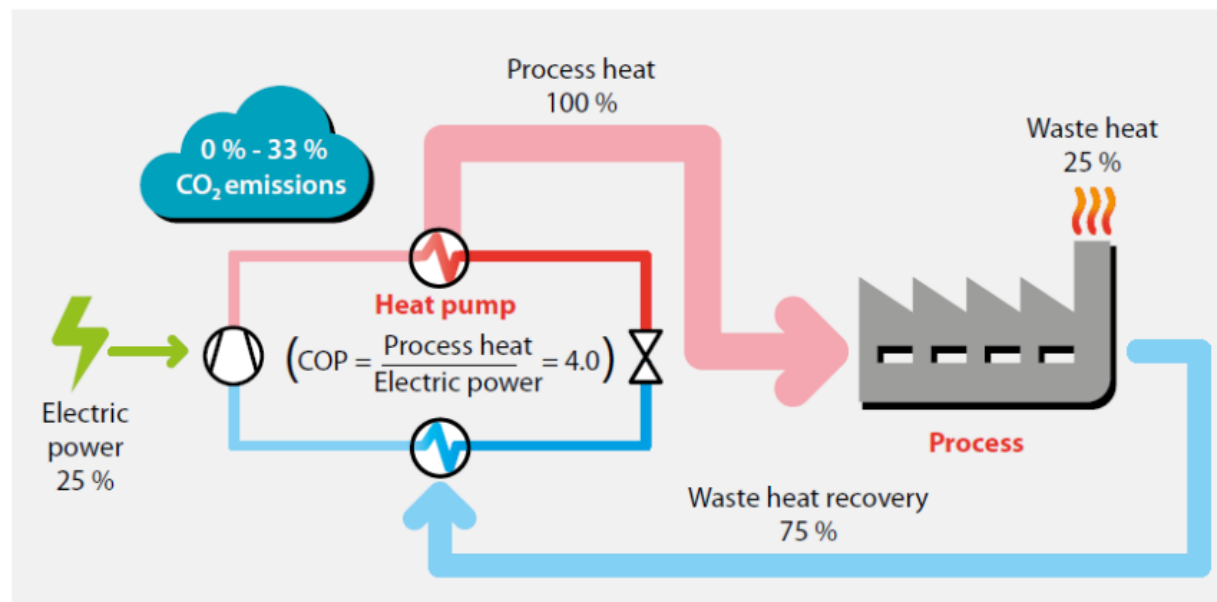 Process heat
100 %
Waste heat
25 %
0 % - 33 %
CO₂ emissions
Heat pump
(COP = Process heat / Electric power = 4.0)
Electric
power
25 %
Process
Waste heat recovery
75 %